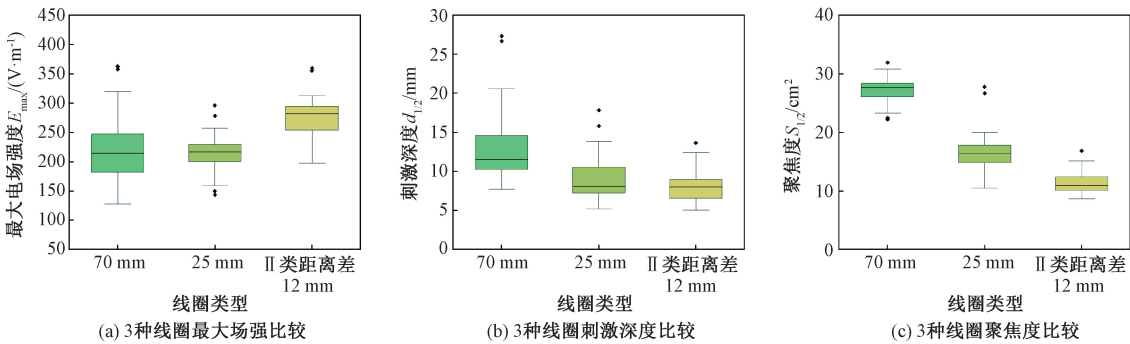 最大电场强度Emax/(V·m⁻¹)
450
400
350
300
250
200
150
100
50
70 mm
25 mm
Ⅱ类距离差
12 mm
线圈类型
(a) 3种线圈最大场强比较
刺激深度d1/2/mm
30
25
20
15
10
5
0
70 mm
25 mm
Ⅱ类距离差
12 mm
线圈类型
(b) 3种线圈刺激深度比较
聚焦度S1/2/cm²
40
30
20
10
0
70 mm
25 mm
Ⅱ类距离差
12 mm
线圈类型
(c) 3种线圈聚焦度比较